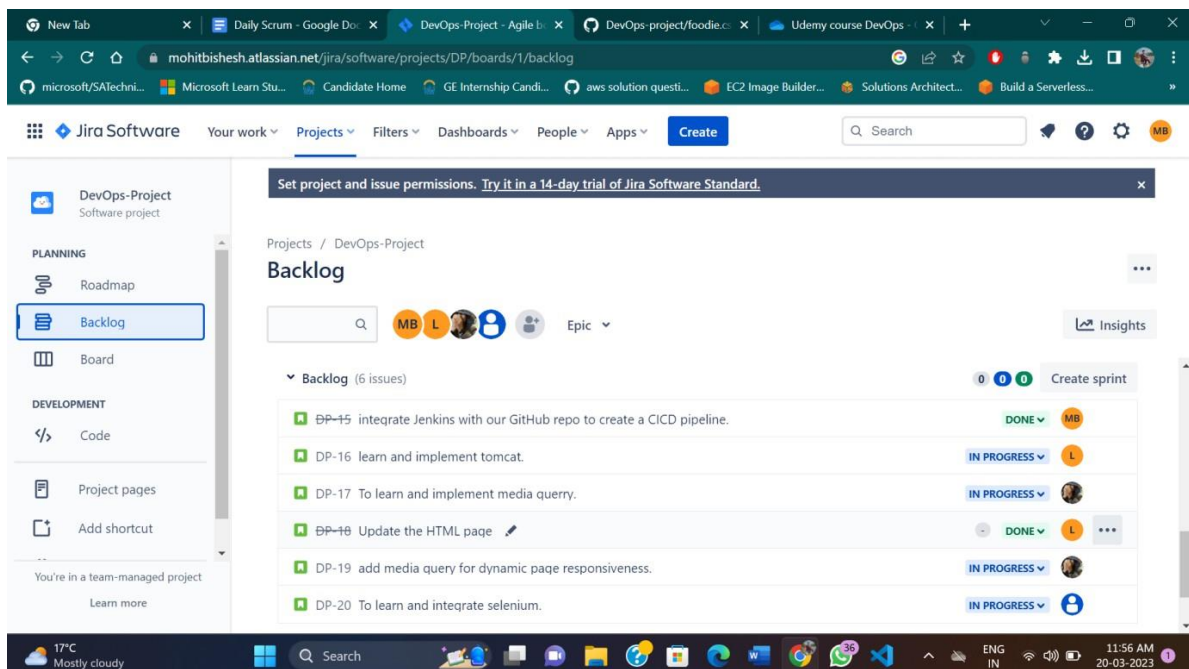 New Tab
Daily Scrum - Google Doc
DevOps-Project - Agile b
DevOps-project/foodie.cs
Udemy course DevOps - (
mohitbishesh.atlassian.net/jira/software/projects/DP/boards/1/backlog
microsoft/SATechni...
Microsoft Learn Stu...
Candidate Home
GE Internship Candi...
aws solution questi...
EC2 Image Builder...
Solutions Architect...
Build a Serverless...
»
Jira Software
Your work
Projects
Filters
Dashboards
People
Apps
Create
Search
MB
Set project and issue permissions. Try it in a 14-day trial of Jira Software Standard.
DevOps-Project
Software project
PLANNING
Roadmap
Backlog
Board
DEVELOPMENT
Code
Project pages
Add shortcut
You're in a team-managed project
Learn more
Projects / DevOps-Project
Backlog
MB L
Epic
Insights
Backlog (6 issues)
0 0 0
Create sprint
DP-15 integrate Jenkins with our GitHub repo to create a CICD pipeline. DONE MB
DP-16 learn and implement tomcat. IN PROGRESS L
DP-17 To learn and implement media querry. IN PROGRESS
DP-18 Update the HTML page - DONE L
DP-19 add media query for dynamic page responsiveness. IN PROGRESS
DP-20 To learn and integrate selenium. IN PROGRESS
17°C
Mostly cloudy
Search
36
ENG
IN
11:56 AM
20-03-2023
1